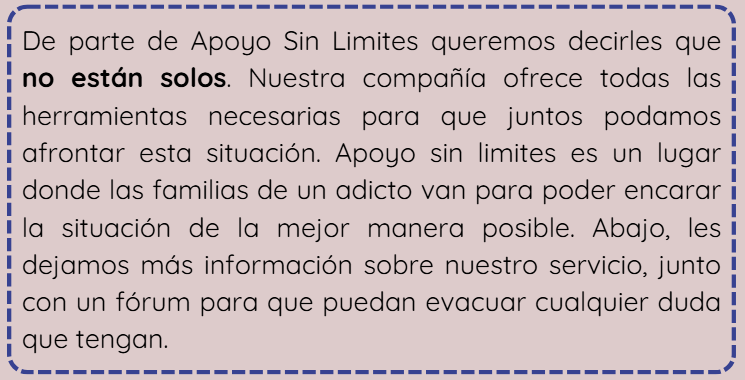 De parte de Apoyo Sin Limites queremos decirles que
no están solos. Nuestra compañía ofrece todas las
herramientas necesarias para que juntos podamos
afrontar esta situación. Apoyo sin limites es un lugar
donde las familias de un adicto van para poder encarar
la situación de la mejor manera posible. Abajo, les
dejamos más información sobre nuestro servicio, junto
con un fórum para que puedan evacuar cualquier duda
que tengan.